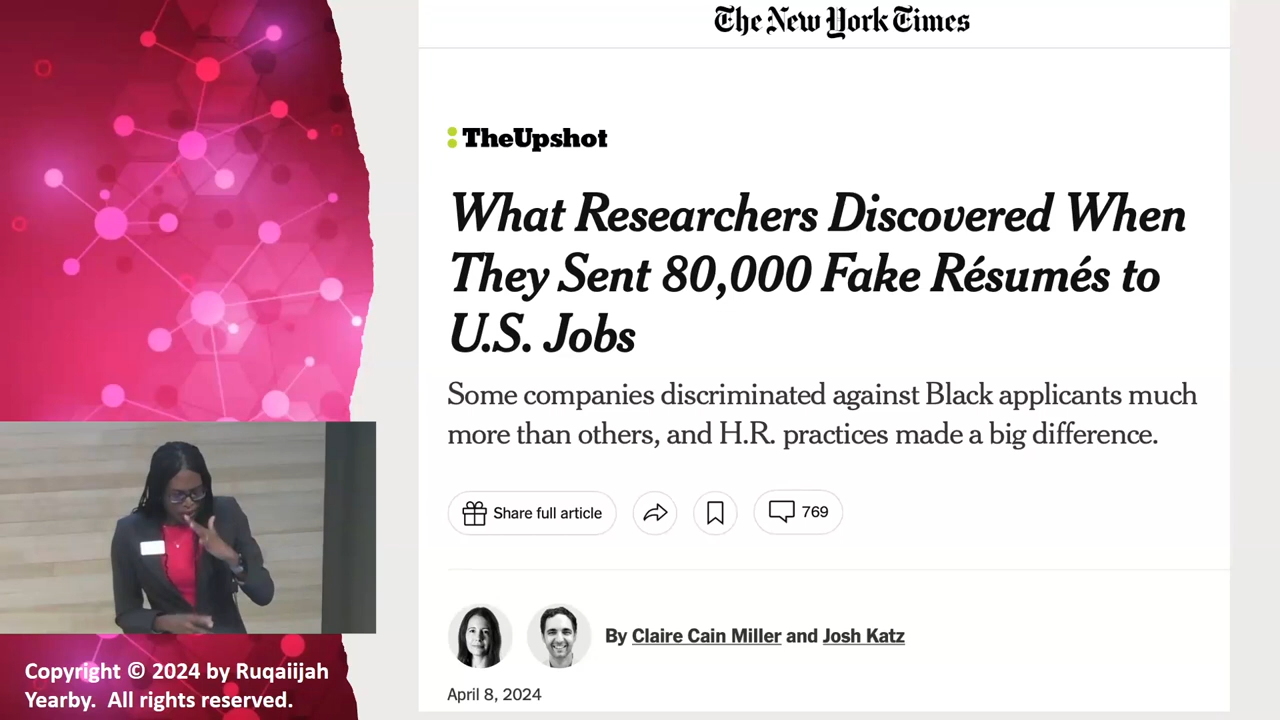 The New York Times
TheUpshot
What Researchers Discovered When
They Sent 80,000 Fake Résumés to
U.S. Jobs
Some companies discriminated against Black applicants much
more than others, and H.R. practices made a big difference.
Share full article
769
By Claire Cain Miller and Josh Katz
April 8, 2024
Copyright © 2024 by Ruqaiijah
Yearby.  All rights reserved.